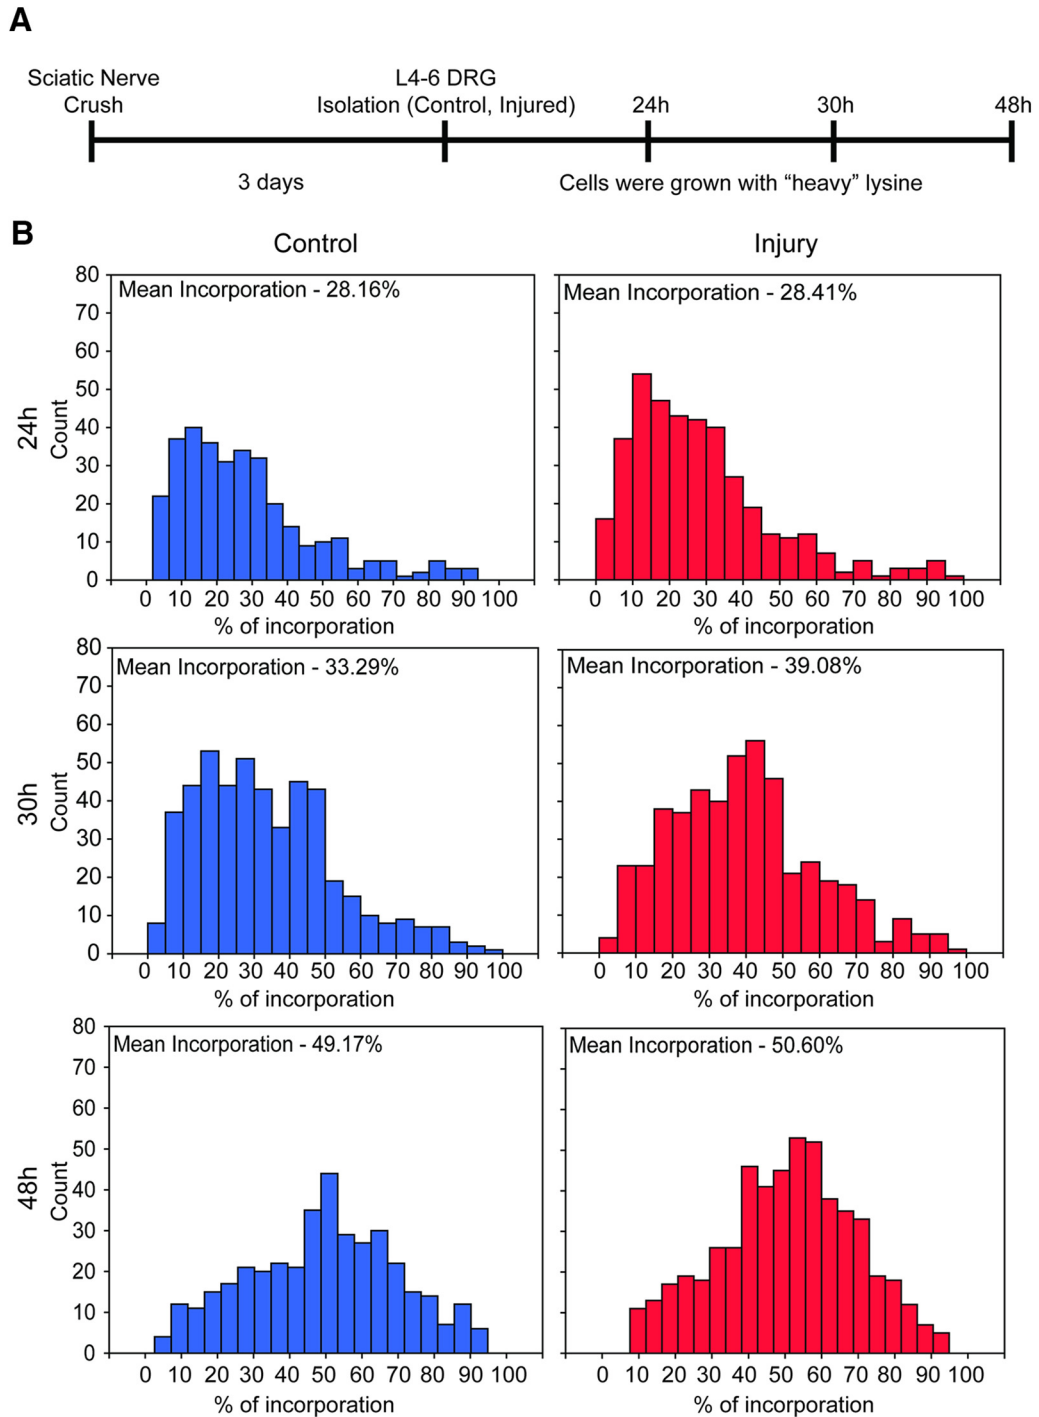 A
Sciatic Nerve
Crush
L4-6 DRG
Isolation (Control, Injured)
24h
30h
48h
3 days
Cells were grown with “heavy” lysine
B
Control
Injury
24h
Count
80
70
60
50
40
30
20
10
0
Mean Incorporation - 28.16%
0 10 20 30 40 50 60 70 80 90 100
% of incorporation
Mean Incorporation - 28.41%
0 10 20 30 40 50 60 70 80 90 100
% of incorporation
30h
Count
80
70
60
50
40
30
20
10
0
Mean Incorporation - 33.29%
0 10 20 30 40 50 60 70 80 90 100
% of incorporation
Mean Incorporation - 39.08%
0 10 20 30 40 50 60 70 80 90 100
% of incorporation
48h
Count
80
70
60
50
40
30
20
10
0
Mean Incorporation - 49.17%
0 10 20 30 40 50 60 70 80 90 100
% of incorporation
Mean Incorporation - 50.60%
0 10 20 30 40 50 60 70 80 90 100
% of incorporation